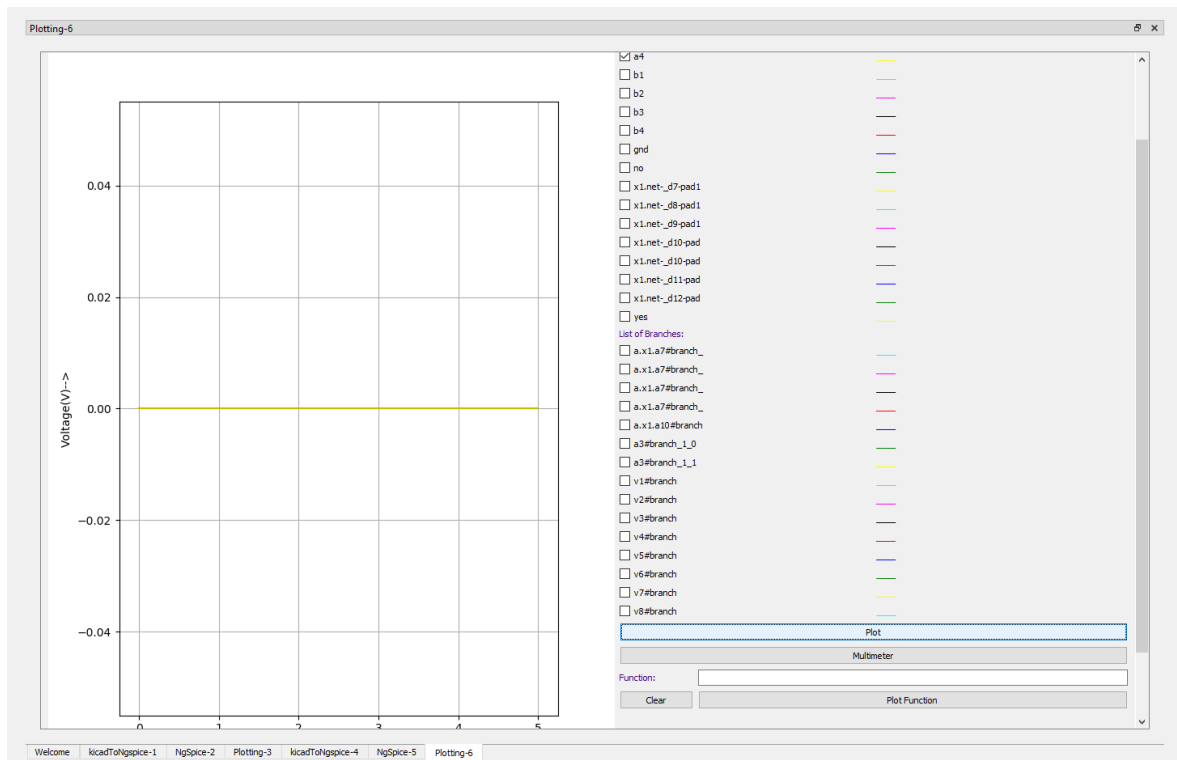 Plotting-6
a4
b1
b2
b3
b4
gnd
no
x1.net-_d7-pad1
x1.net-_d8-pad1
x1.net-_d9-pad1
x1.net-_d10-pad
x1.net-_d10-pad
x1.net-_d11-pad
x1.net-_d12-pad
yes
List of Branches:
a.x1.a7#branch_
a.x1.a7#branch_
a.x1.a7#branch_
a.x1.a7#branch_
a.x1.a10#branch
a3#branch_1_0
a3#branch_1_1
v1#branch
v2#branch
v3#branch
v4#branch
v5#branch
v6#branch
v7#branch
v8#branch
Plot
Multimeter
Function:
Clear Plot Function
0.04
0.02
0.00
−0.02
−0.04
Voltage(V)-->
0 1 2 3 4 5
Welcome kicadToNgspice-1 NgSpice-2 Plotting-3 kicadToNgspice-4 NgSpice-5 Plotting-6